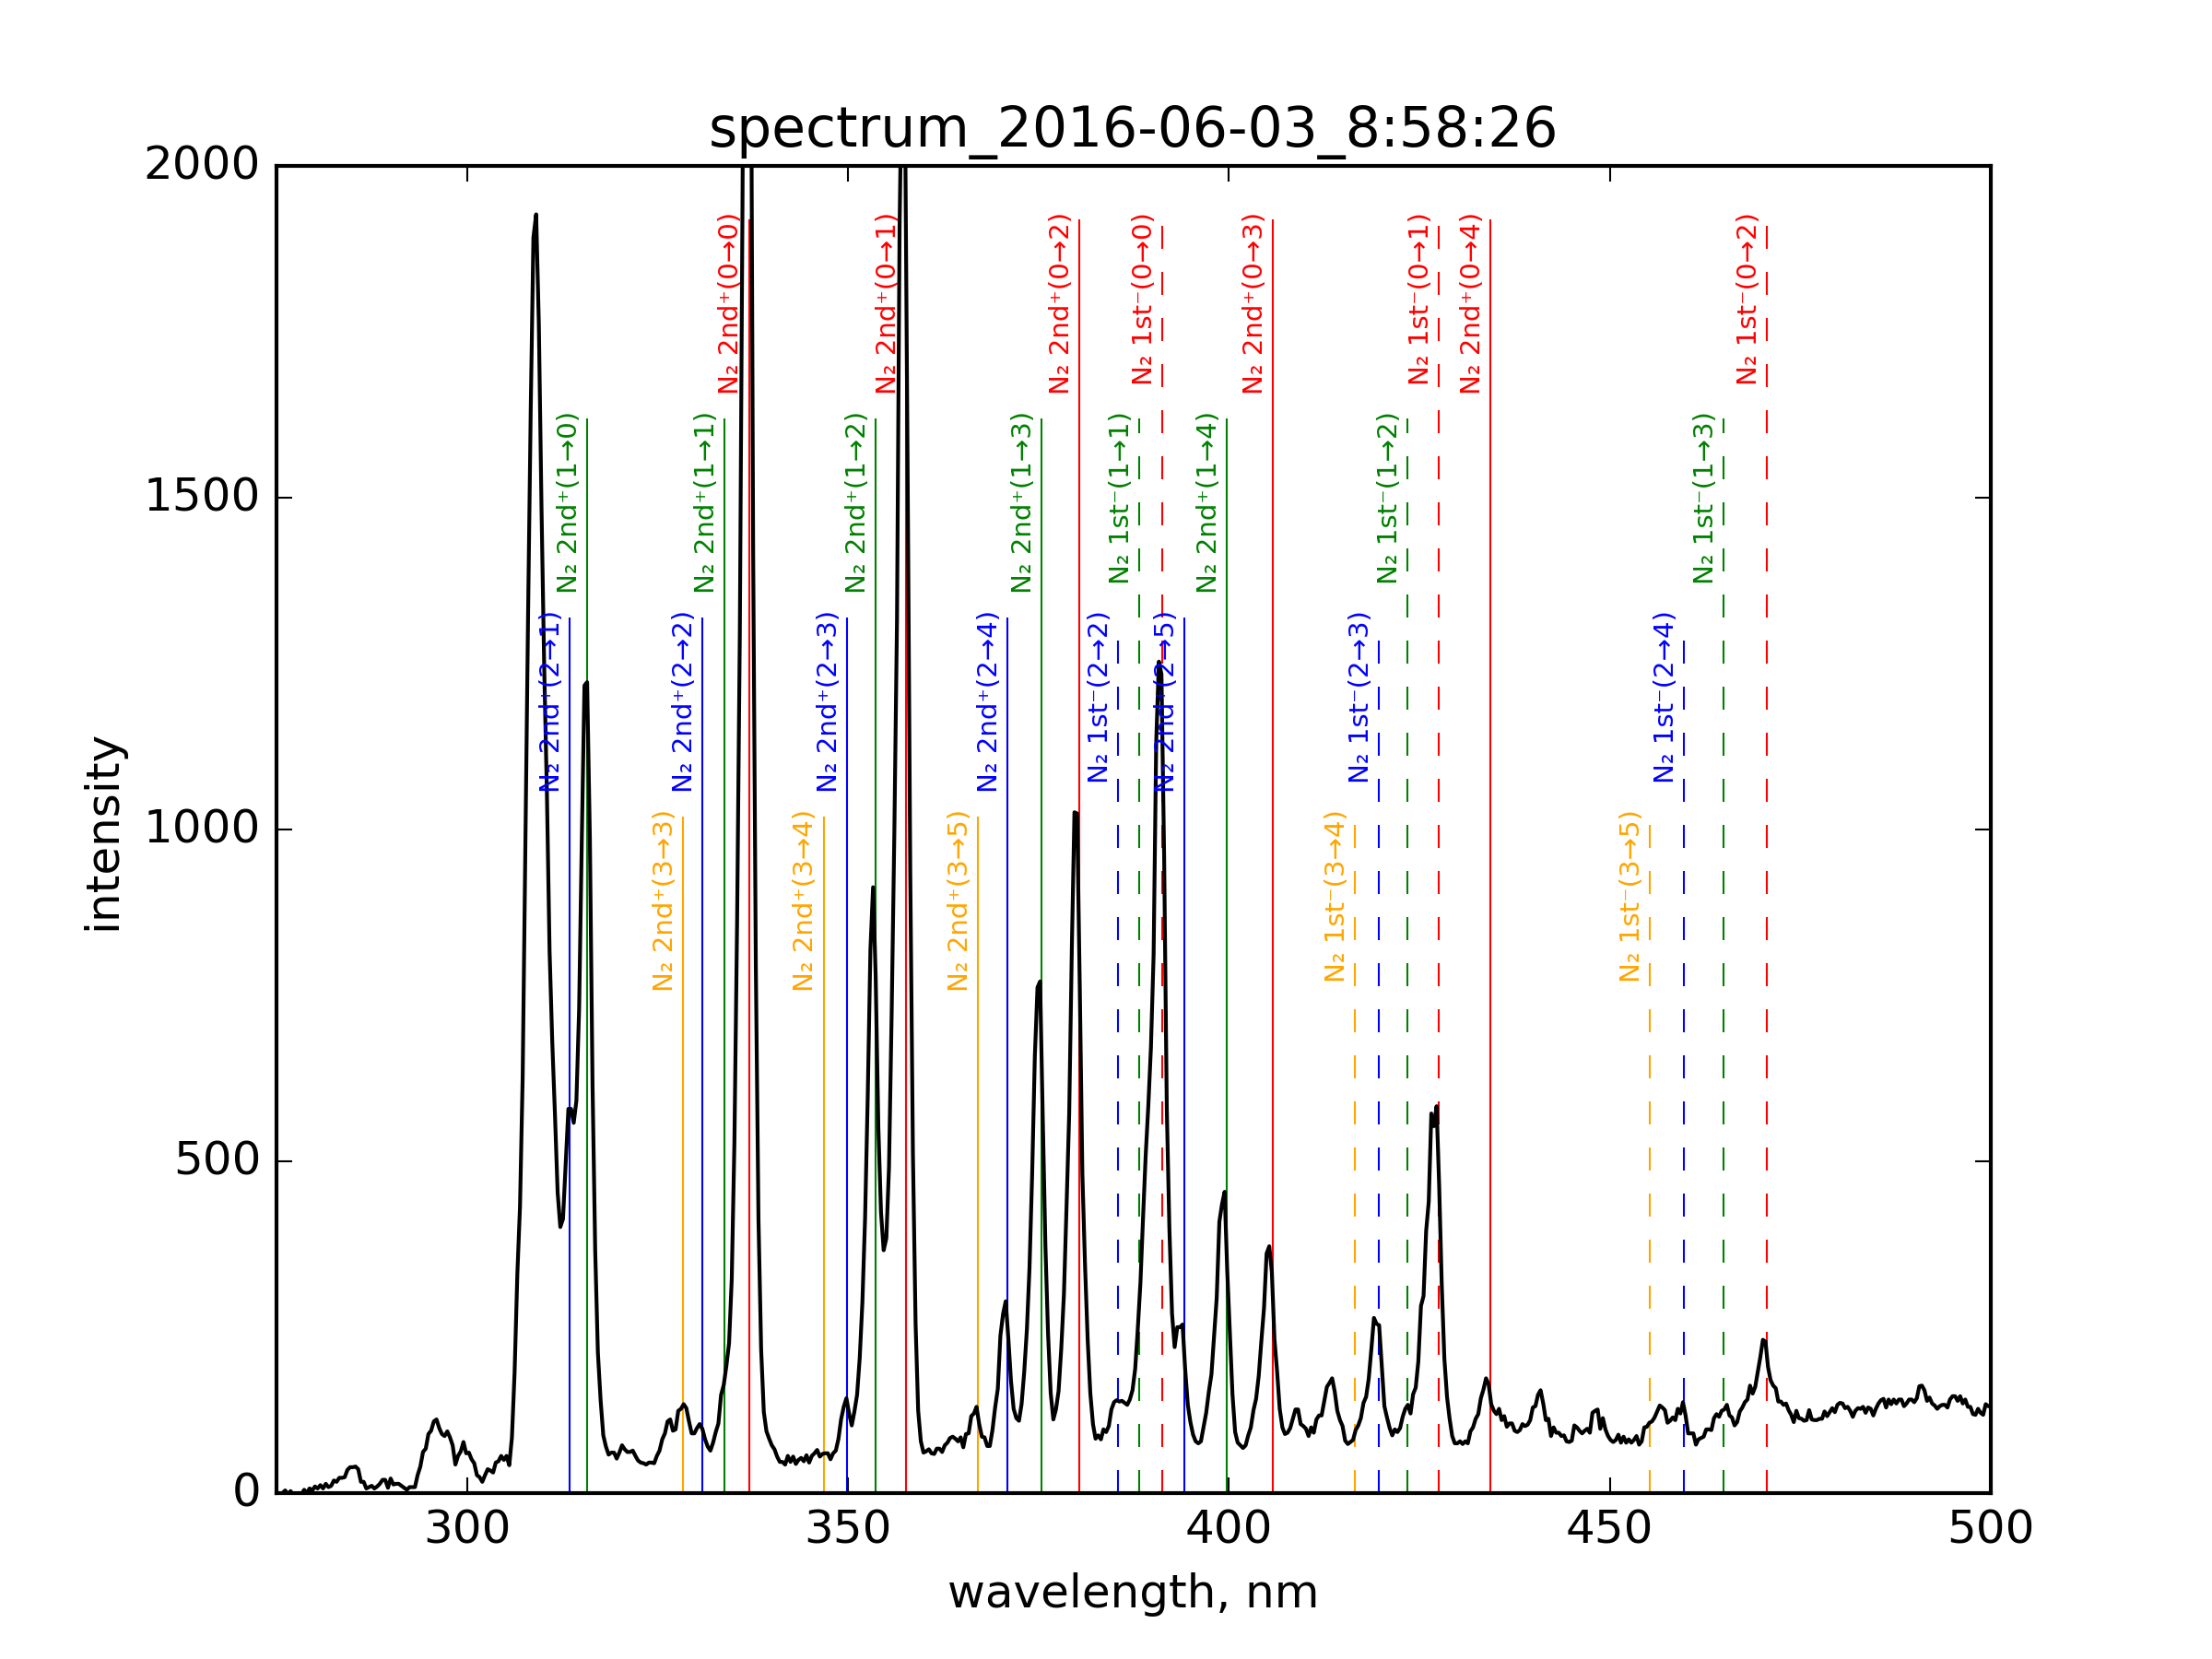 spectrum_2016-06-03_8:58:26
2000
1500
1000
500
0
intensity
N₂ 2nd⁺(0→0)
N₂ 2nd⁺(0→1)
N₂ 2nd⁺(0→2)
N₂ 1st⁻(0→0)
N₂ 2nd⁺(0→3)
N₂ 1st⁻(0→1)
N₂ 2nd⁺(0→4)
N₂ 1st⁻(0→2)
N₂ 2nd⁺(1→0)
N₂ 2nd⁺(1→1)
N₂ 2nd⁺(1→2)
N₂ 2nd⁺(1→3)
N₂ 1st⁻(1→1)
N₂ 2nd⁺(1→4)
N₂ 1st⁻(1→2)
N₂ 1st⁻(1→3)
N₂ 2nd⁺(2→1)
N₂ 2nd⁺(2→2)
N₂ 2nd⁺(2→3)
N₂ 2nd⁺(2→4)
N₂ 1st⁻(2→2)
N₂ 2nd⁺(2→5)
N₂ 1st⁻(2→3)
N₂ 1st⁻(2→4)
N₂ 2nd⁺(3→3)
N₂ 2nd⁺(3→4)
N₂ 2nd⁺(3→5)
N₂ 1st⁻(3→4)
N₂ 1st⁻(3→5)
300 350 400 450 500
wavelength, nm